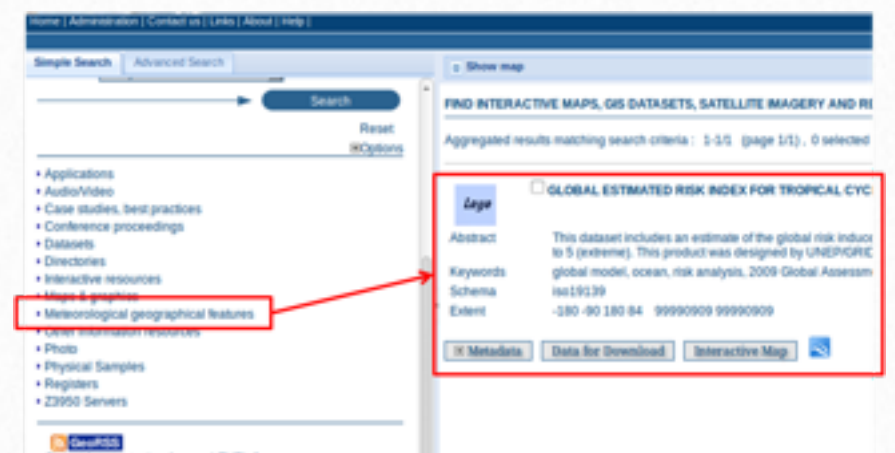 Home | Administration | Contact us | Links | About | Help |
Simple Search
Advanced Search
Search
Reset
Options
Applications
Audio/Video
Case studies, best practices
Conference proceedings
Datasets
Directories
Interactive resources
Maps & graphics
Meteorological geographical features
Other information resources
Photo
Physical Samples
Registers
Z3950 Servers
GeoRSS
Show map
FIND INTERACTIVE MAPS, GIS DATASETS, SATELLITE IMAGERY AND RE
Aggregated results matching search criteria : 1-1/1 (page 1/1) , 0 selected
Logo
GLOBAL ESTIMATED RISK INDEX FOR TROPICAL CYC
Abstract This dataset includes an estimate of the global risk induce
to 5 (extreme). This product was designed by UNEP/GRID
Keywords global model, ocean, risk analysis, 2009 Global Assessm
Schema iso19139
Extent -180 -90 180 84 99990909 99990909
Metadata Data for Download Interactive Map